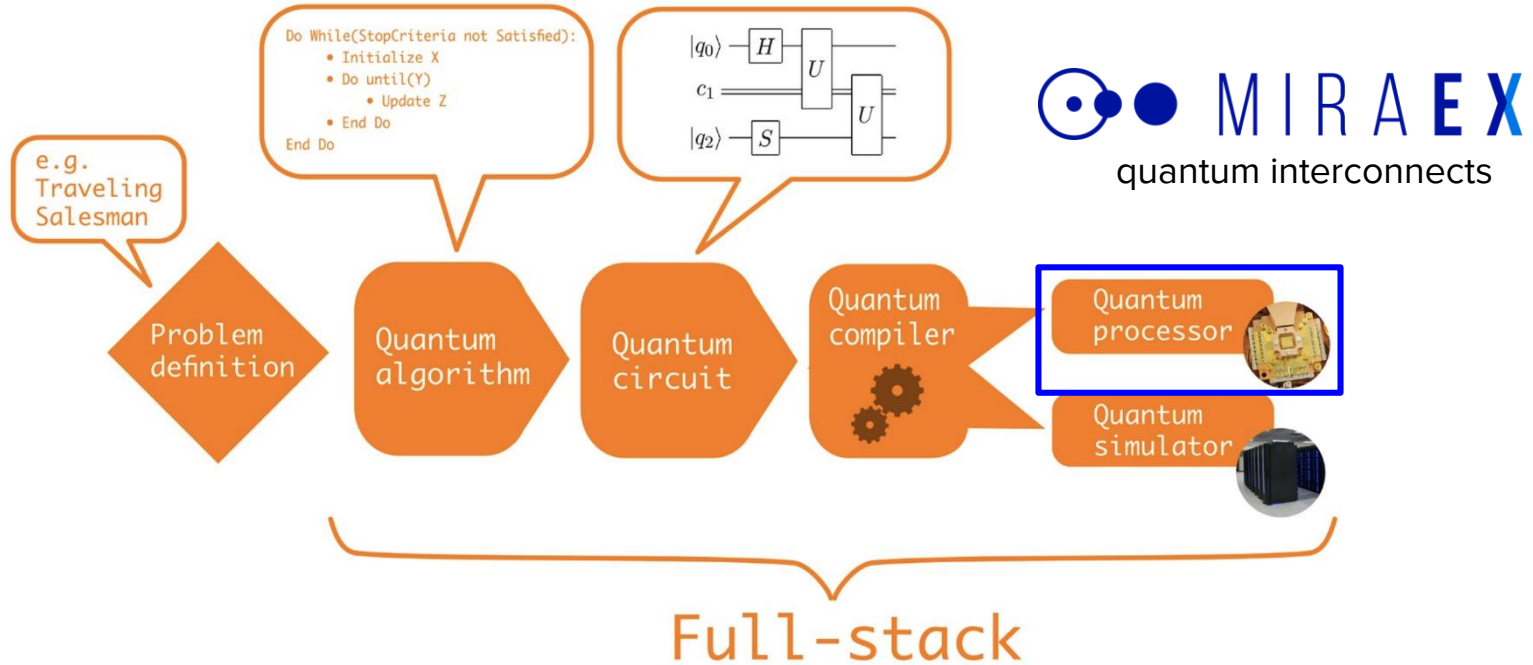 Do While(StopCriteria not Satisfied):
• Initialize X
• Do until(Y)
• Update Z
• End Do
End Do
|q₀⟩ H
U
c₁
U
|q₂⟩ S
MIRAEX
quantum interconnects
e.g.
Traveling
Salesman
Problem
definition
Quantum
algorithm
Quantum
circuit
Quantum
compiler
Quantum
processor
Quantum
simulator
Full-stack